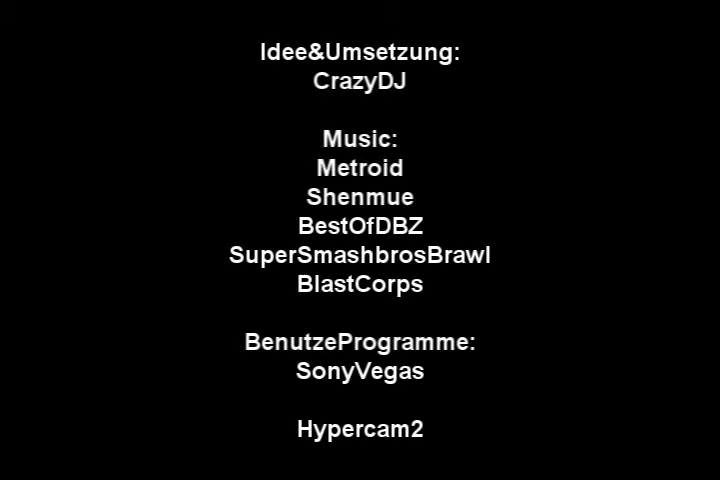 Idee&Umsetzung:
CrazyDJ
Music:
Metroid
Shenmue
BestOfDBZ
SuperSmashbrosBrawl
BlastCorps
BenutzeProgramme:
SonyVegas
Hypercam2